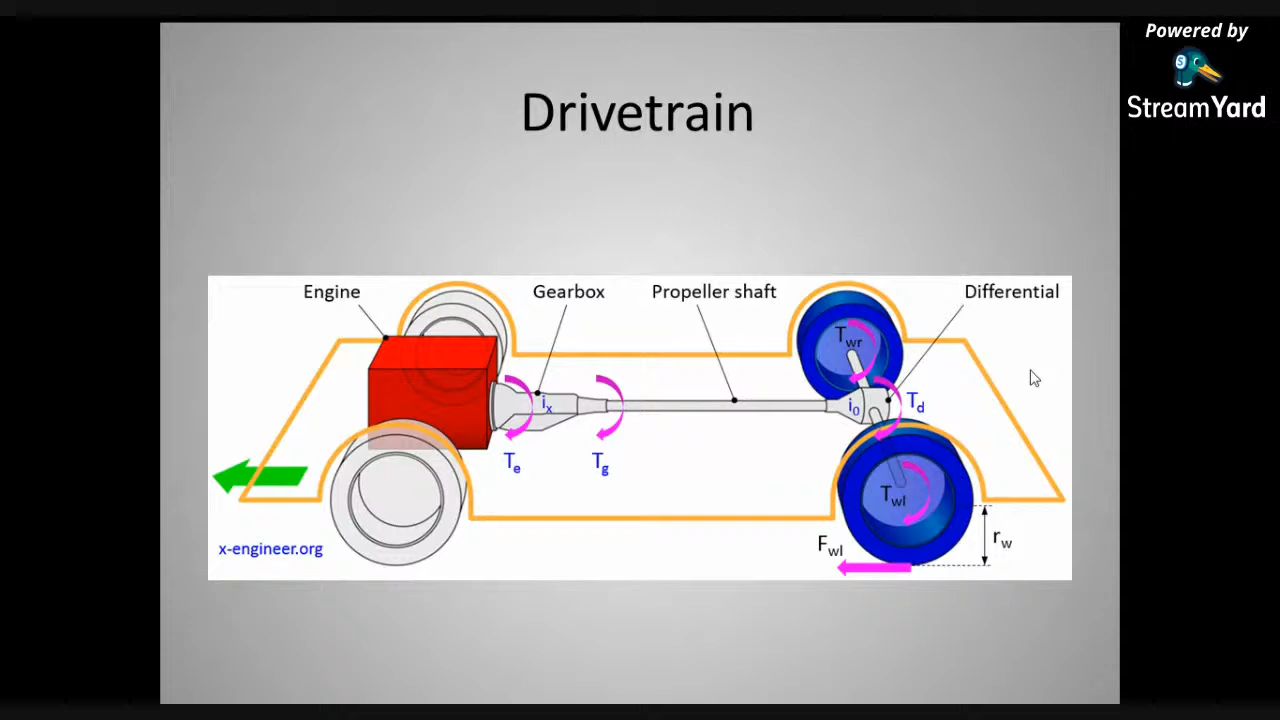 Powered by
StreamYard
Drivetrain
Engine
Gearbox
Propeller shaft
Differential
Twr
ix
i0
Td
Te
Tg
Twl
x-engineer.org
Fwl
rw